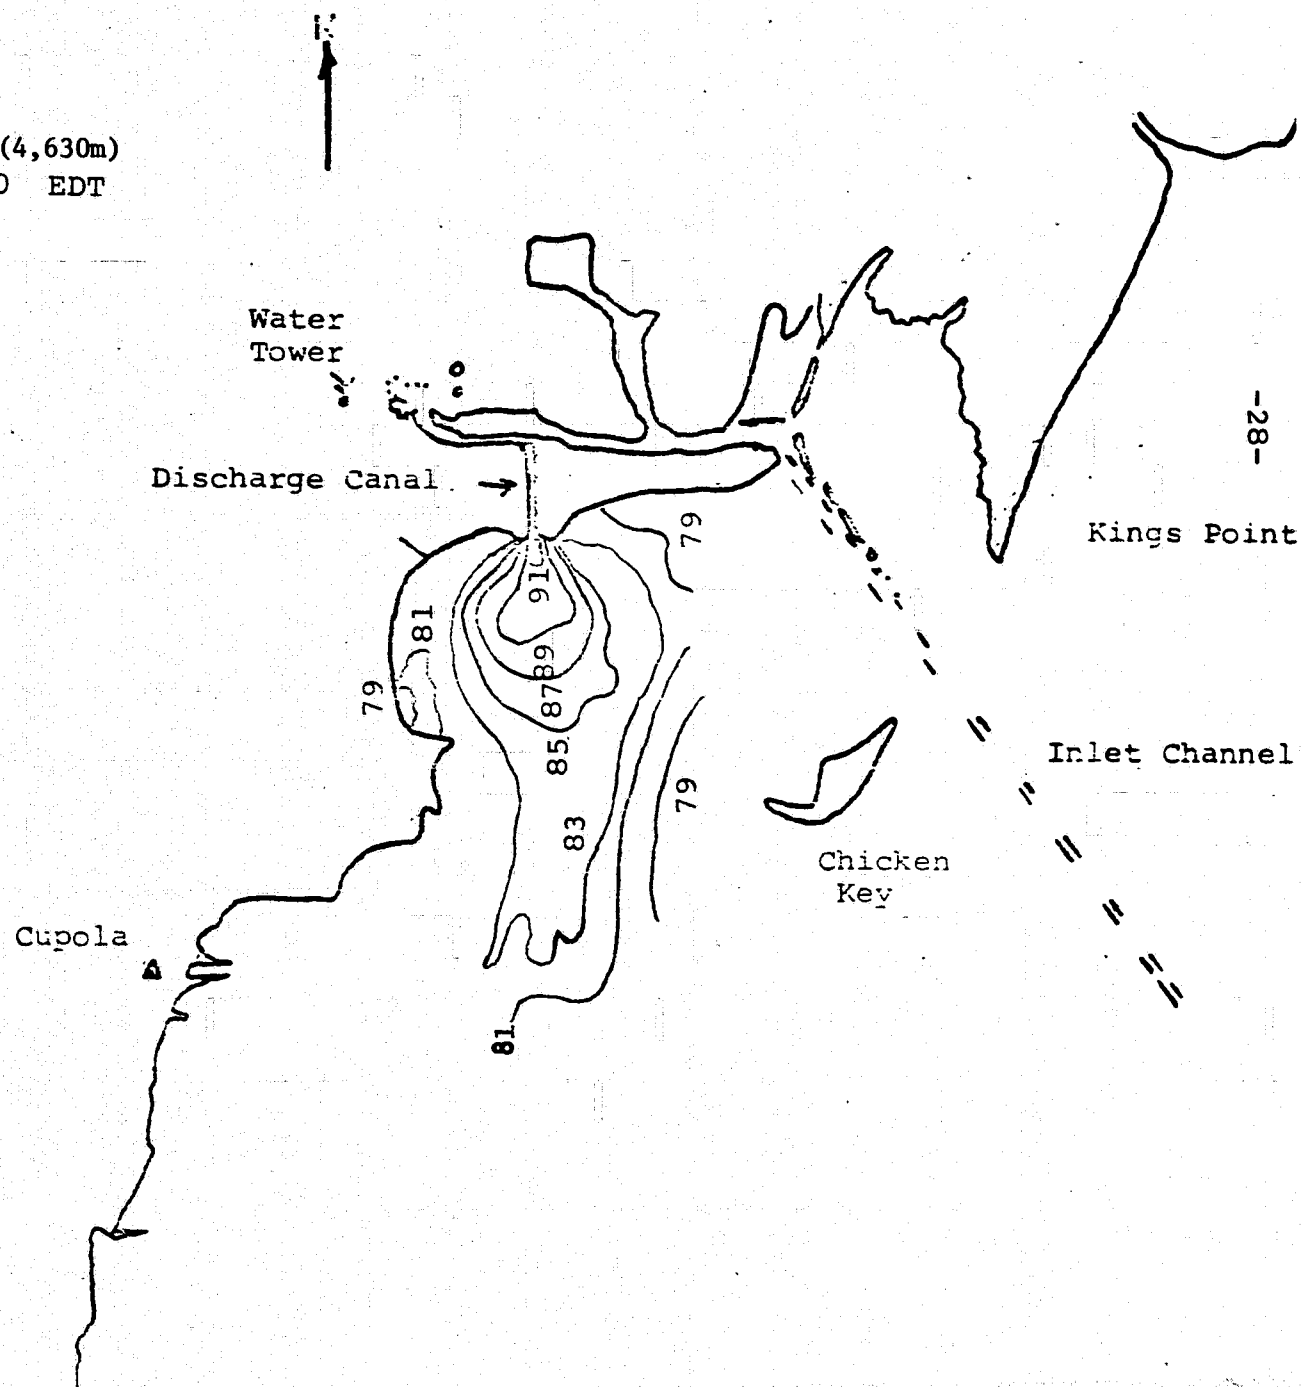 N
(4,630m)
EDT
Water
Tower
Discharge Canal
-28-
79
Kings Point
91
81
89
79
87
85
Inlet Channel
79
83
Chicken
Key
Cupola
81